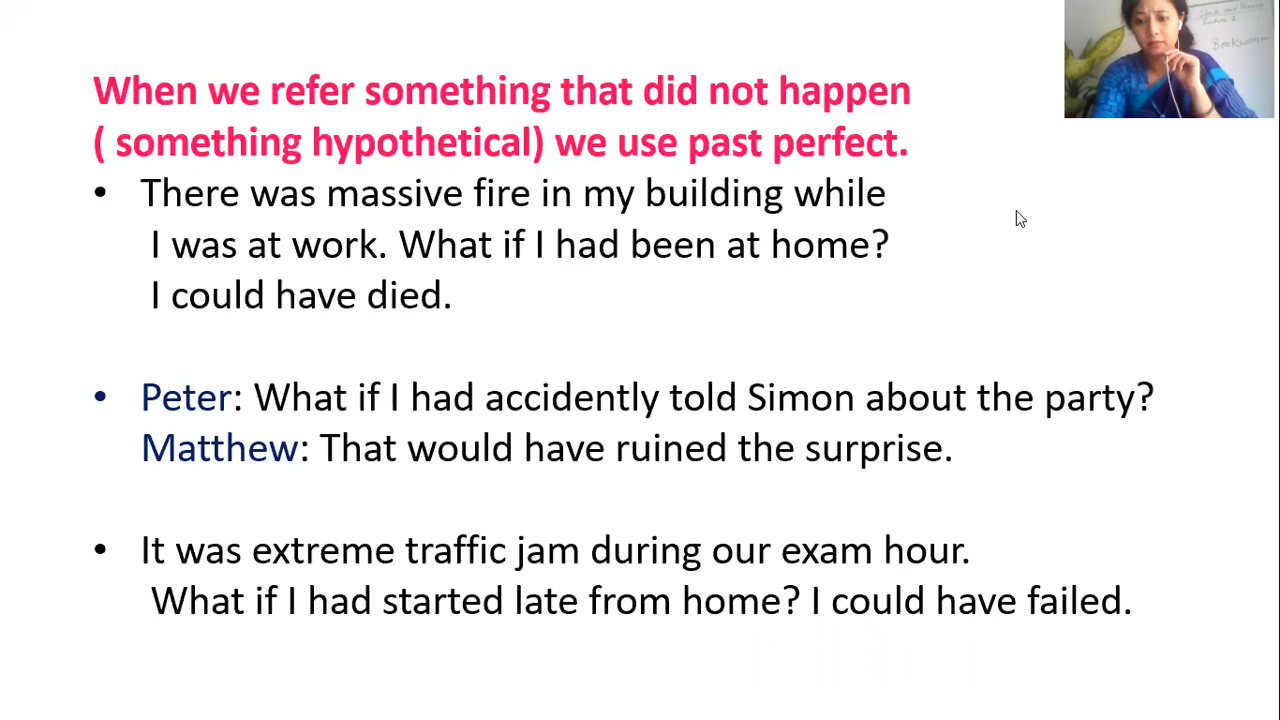 When we refer something that did not happen
( something hypothetical) we use past perfect.
• There was massive fire in my building while
I was at work. What if I had been at home?
I could have died.
• Peter: What if I had accidently told Simon about the party?
Matthew: That would have ruined the surprise.
• It was extreme traffic jam during our exam hour.
What if I had started late from home? I could have failed.
Bookworm